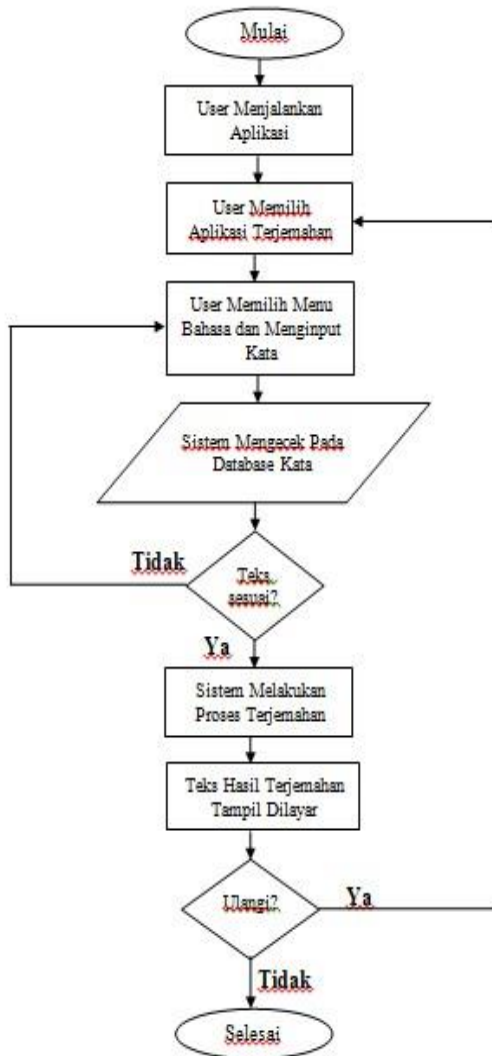 Mulai
User Menjalankan
Aplikasi
User Memilih
Aplikasi Terjemahan
User Memilih Menu
Bahasa dan Menginput
Kata
Sistem Mengecek Pada
Database Kata
Tidak
Teks
sesuai?
Ya
Sistem Melakukan
Proses Terjemahan
Teks Hasil Terjemahan
Tampil Dilayar
Ulangi?
Ya
Tidak
Selesai